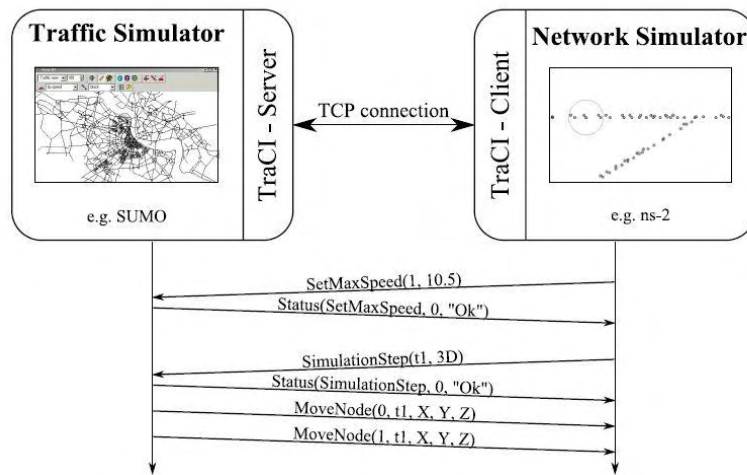 Traffic Simulator
TraCI - Server
e.g. SUMO
TCP connection
Network Simulator
TraCI - Client
e.g. ns-2
SetMaxSpeed(1, 10.5)
Status(SetMaxSpeed, 0, "Ok")
SimulationStep(t1, 3D)
Status(SimulationStep, 0, "Ok")
MoveNode(0, t1, X, Y, Z)
MoveNode(1, t1, X, Y, Z)